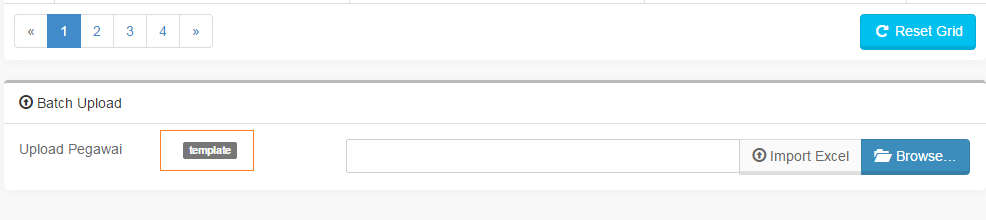 « 1 2 3 4 » Reset Grid
Batch Upload
Upload Pegawai template Import Excel Browse...